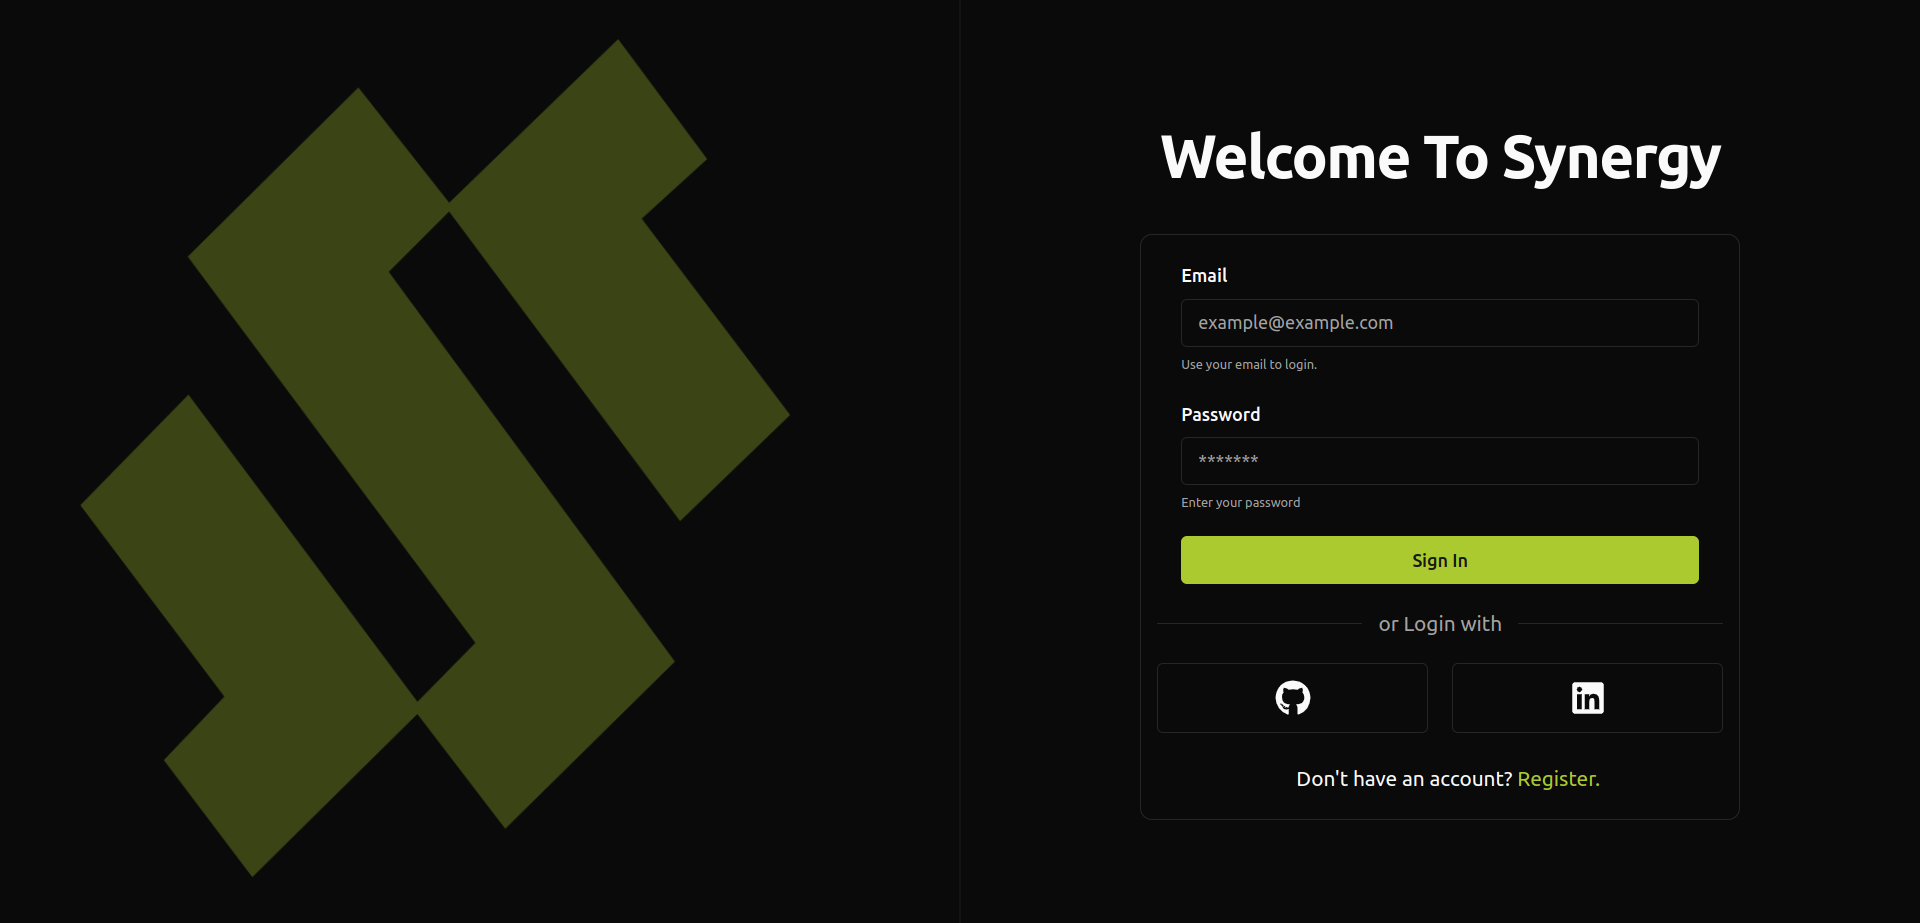 Welcome To Synergy
Email
example@example.com
Use your email to login.
Password
*******
Enter your password
Sign In
or Login with
in
Don't have an account? Register.